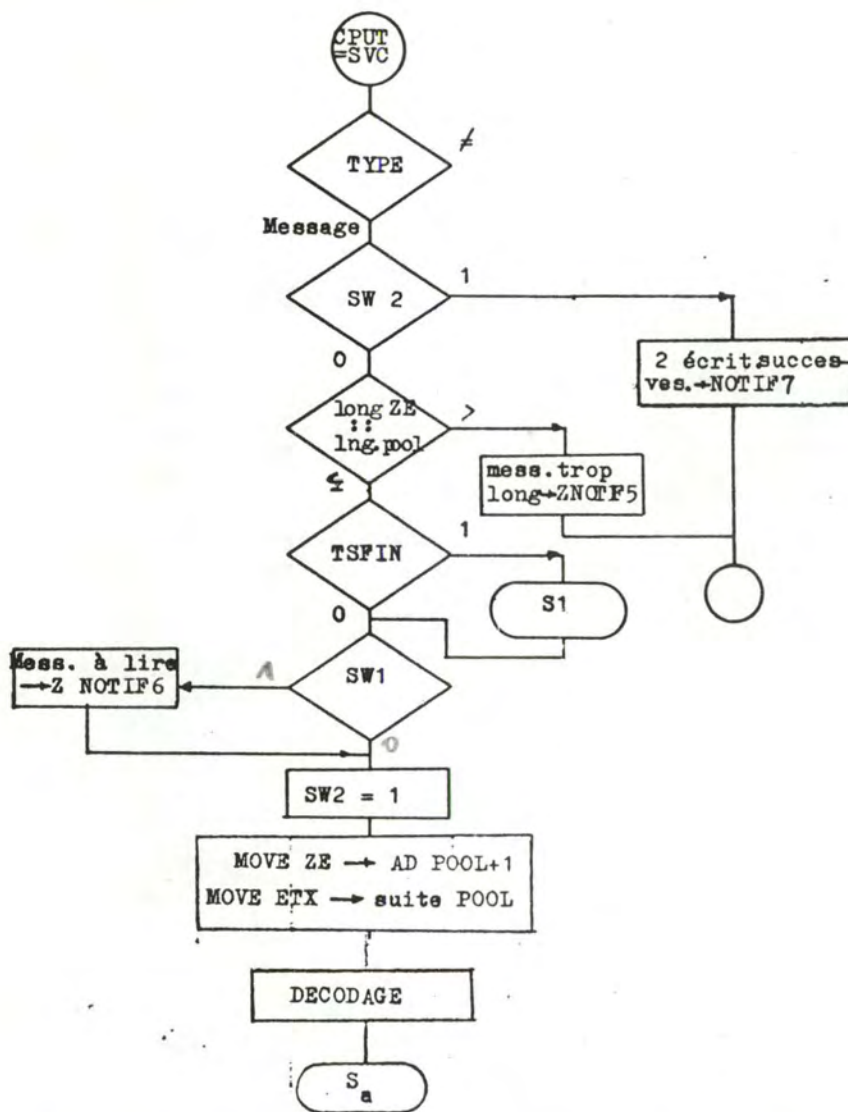 CPUT
=SVC
≠
TYPE
Message
1
SW 2
0
2 écrit.succes-
ves.→NOTIF7
long ZE
::
lng.pool
>
mess.trop
long→ZNOTIF5
≤
1
TSFIN
S1
0
Mess. à lire
→Z NOTIF6
1
SW1
0
SW2 = 1
MOVE ZE → AD POOL+1
MOVE ETX → suite POOL
DECODAGE
S a